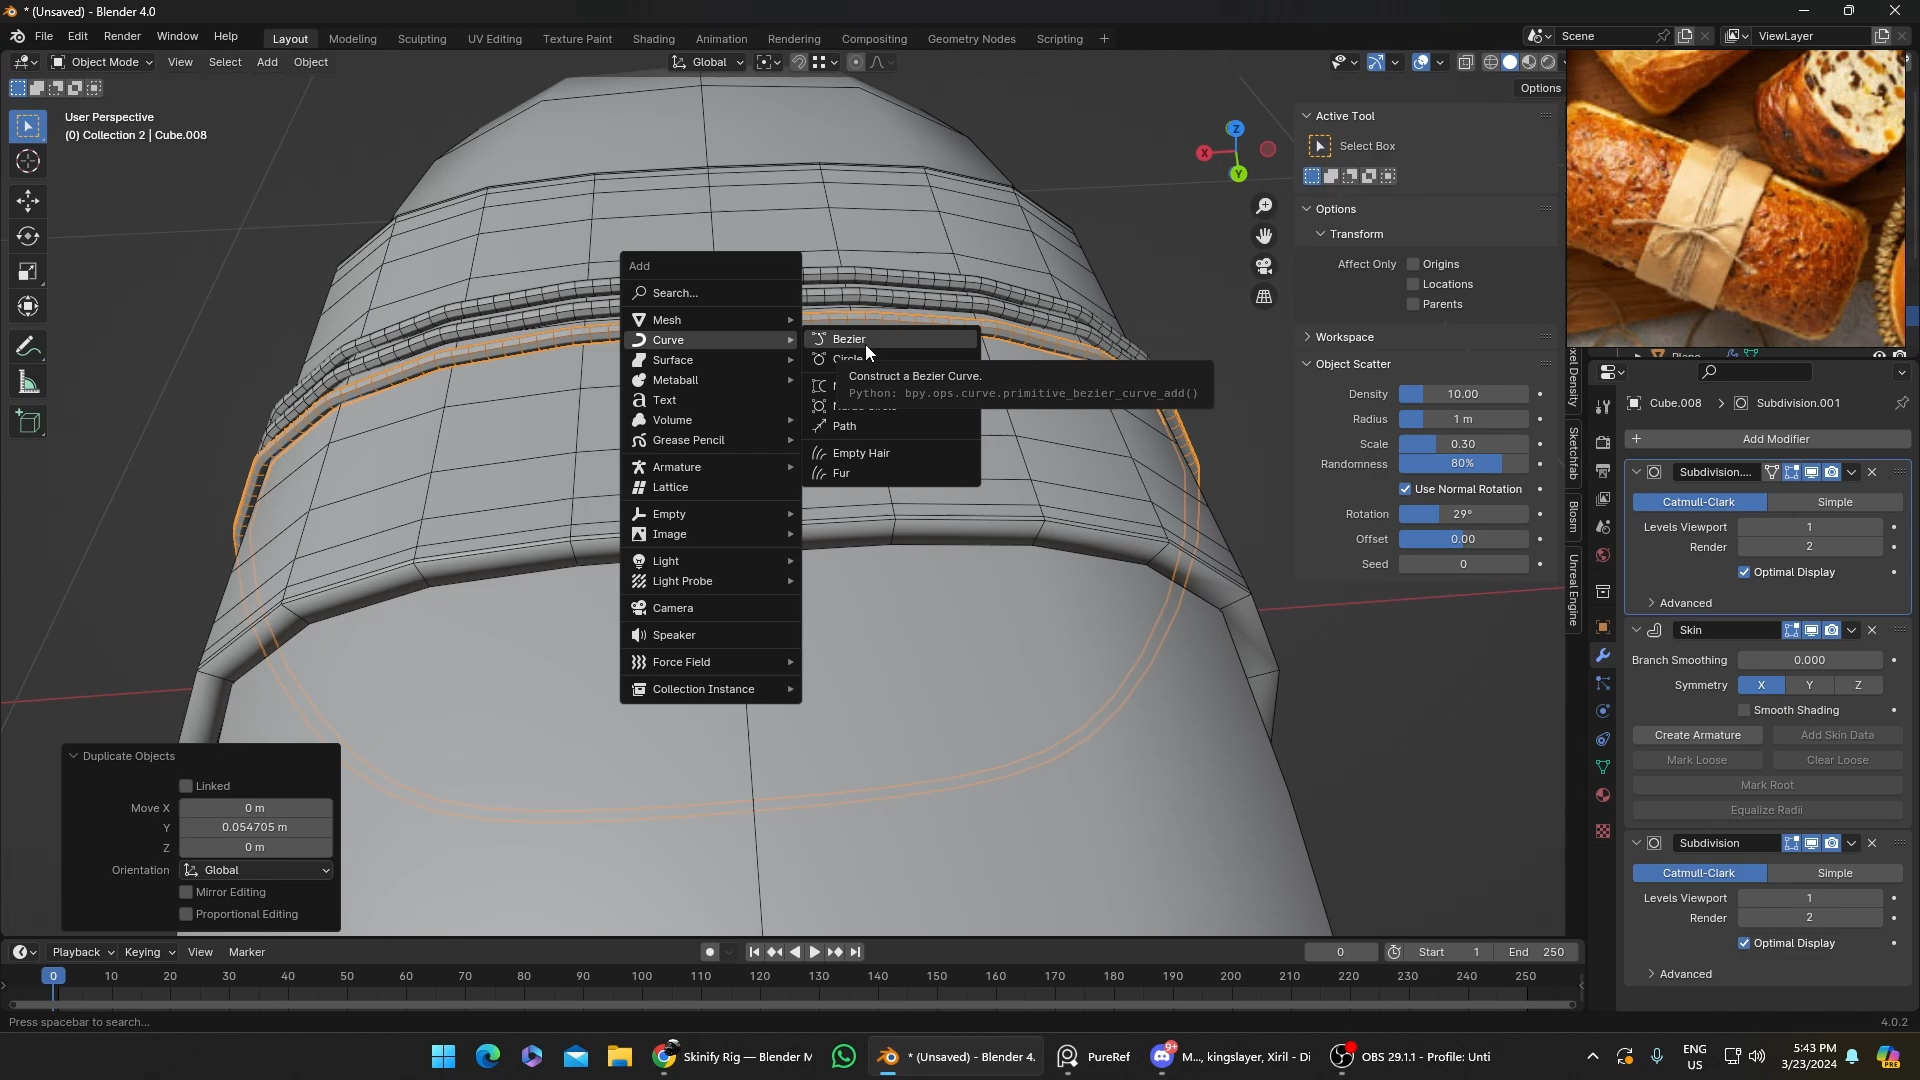 * (Unsaved) - Blender 4.0
File Edit Render Window Help
Layout Modeling Sculpting UV Editing Texture Paint Shading Animation Rendering Compositing Geometry Nodes Scripting +
Scene
ViewLayer
Object Mode View Select Add Object
Global
Options
User Perspective
(0) Collection 2 | Cube.008
Z
X
Y
Active Tool
Select Box
Options
Transform
Affect Only Origins
Locations
Parents
Workspace
Object Scatter
Density 10.00
Radius 1 m
Scale 0.30
Randomness 80%
Use Normal Rotation
Rotation 29°
Offset 0.00
Seed 0
Sketchfab
Blosm
Unreal Engine
Add
Search...
Mesh
Curve
Surface
Metaball
Text
Volume
Grease Pencil
Armature
Lattice
Empty
Image
Light
Light Probe
Camera
Speaker
Force Field
Collection Instance
Bezier
Circle
Construct a Bezier Curve.
Python: bpy.ops.curve.primitive_bezier_curve_add()
Path
Empty Hair
Fur
Cube.008 Subdivision.001
Add Modifier
Subdivision....
Catmull-Clark Simple
Levels Viewport 1
Render 2
Optimal Display
Advanced
Skin
Branch Smoothing 0.000
Symmetry X Y Z
Smooth Shading
Create Armature Add Skin Data
Mark Loose Clear Loose
Mark Root
Equalize Radii
Subdivision
Catmull-Clark Simple
Levels Viewport 1
Render 2
Optimal Display
Advanced
Duplicate Objects
Linked
Move X 0 m
Y 0.054705 m
Z 0 m
Orientation Global
Mirror Editing
Proportional Editing
Playback Keying View Marker
0 Start 1 End 250
0 10 20 30 40 50 60 70 80 90 100 110 120 130 140 150 160 170 180 190 200 210 220 230 240 250
Press spacebar to search...
4.0.2
Skinify Rig — Blender M
* (Unsaved) - Blender 4.
PureRef
9+
M..., kingslayer, Xiril - Di
OBS 29.1.1 - Profile: Unti
ENG
US
5:43 PM
3/23/2024
PRE